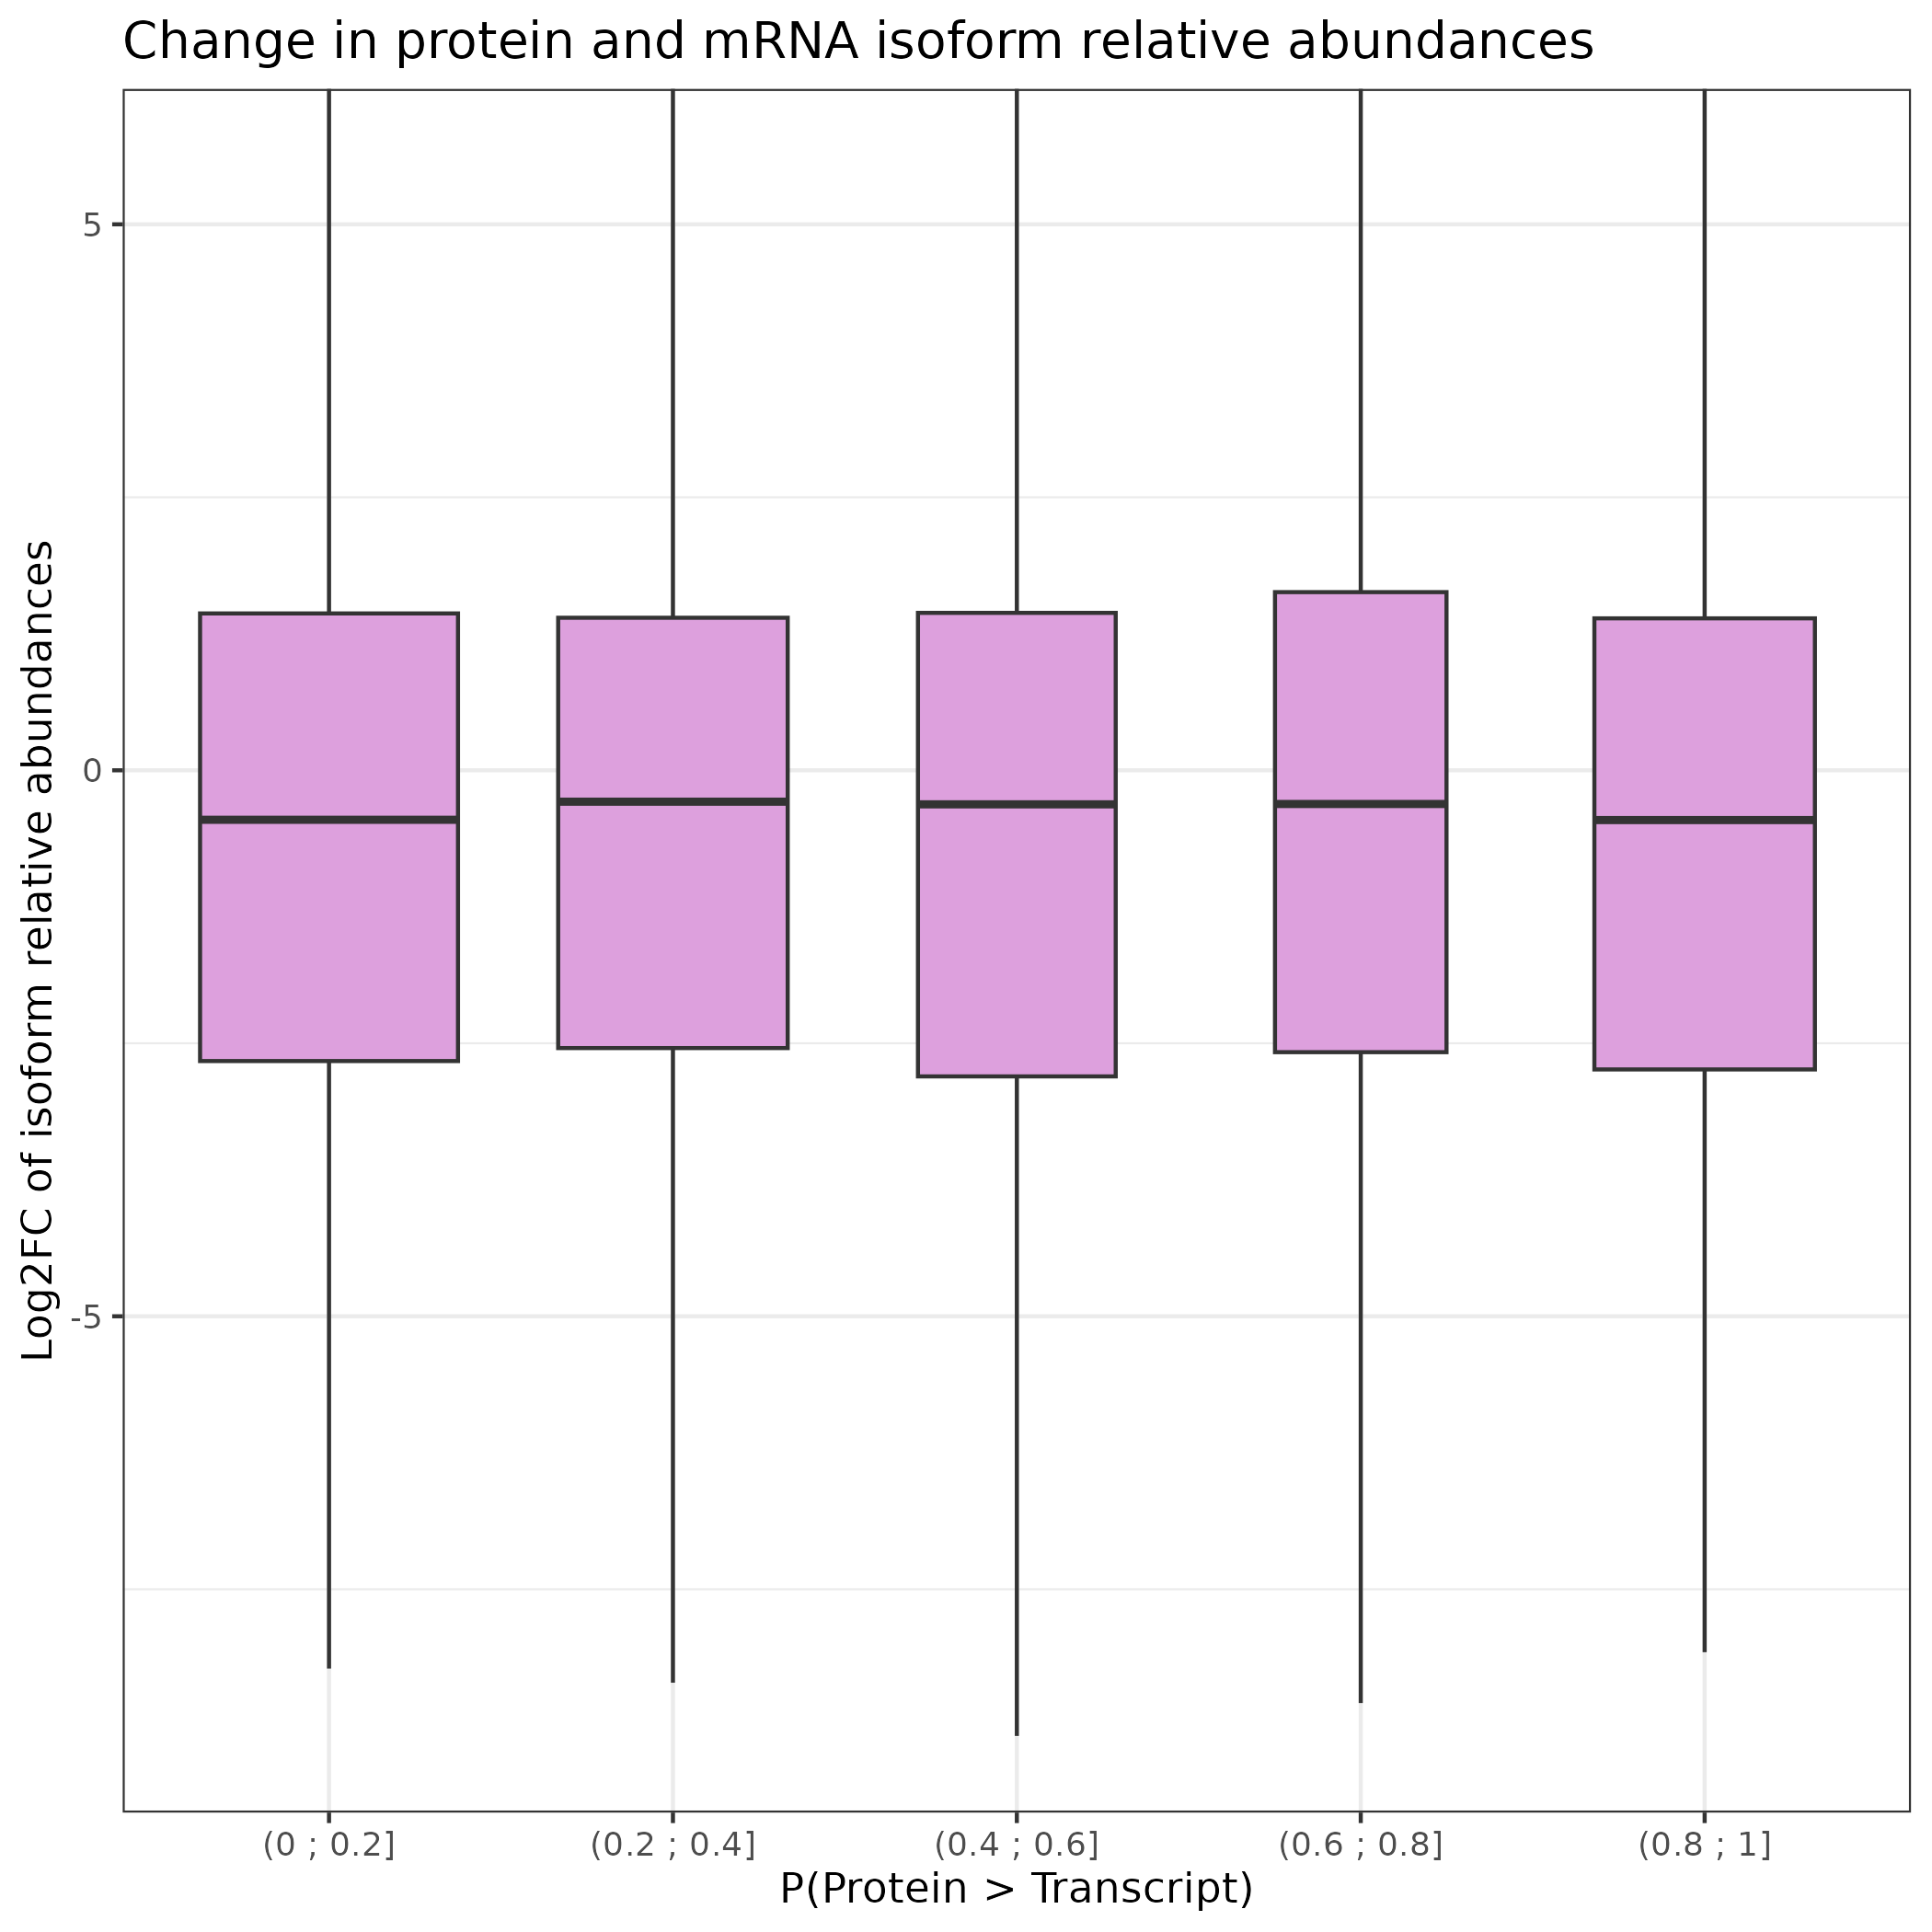 Change in protein and mRNA isoform relative abundances
Log2FC of isoform relative abundances
5
0
-5
(0 ; 0.2]
(0.2 ; 0.4]
(0.4 ; 0.6]
(0.6 ; 0.8]
(0.8 ; 1]
P(Protein > Transcript)